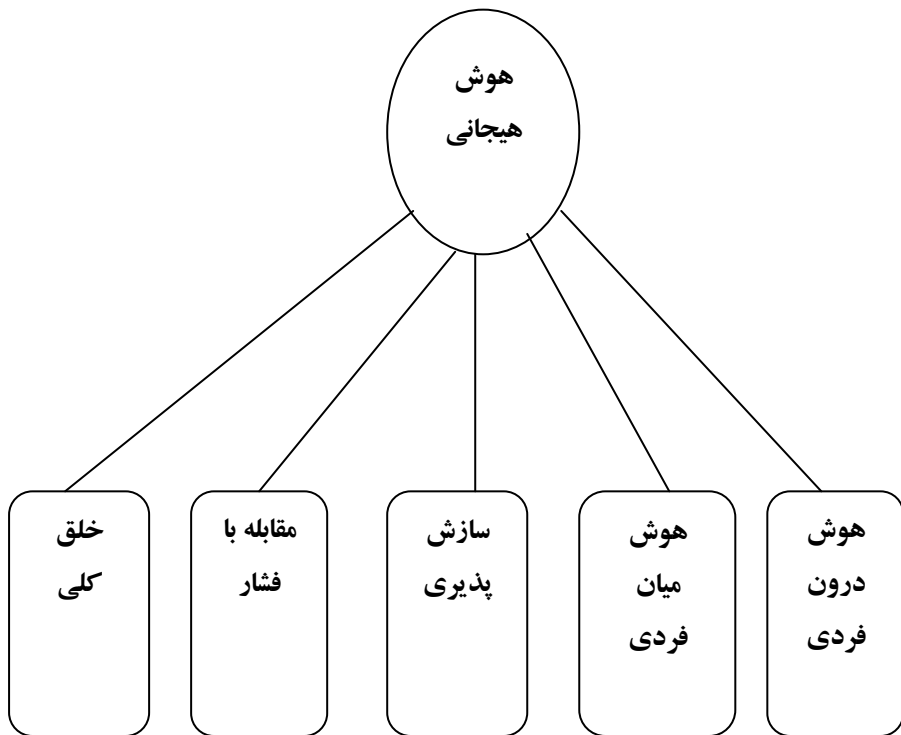 هوش
هیجانی
هوش
درون
فردی
هوش
میان
فردی
سازش
پذیری
مقابله با
فشار
خلق
کلی